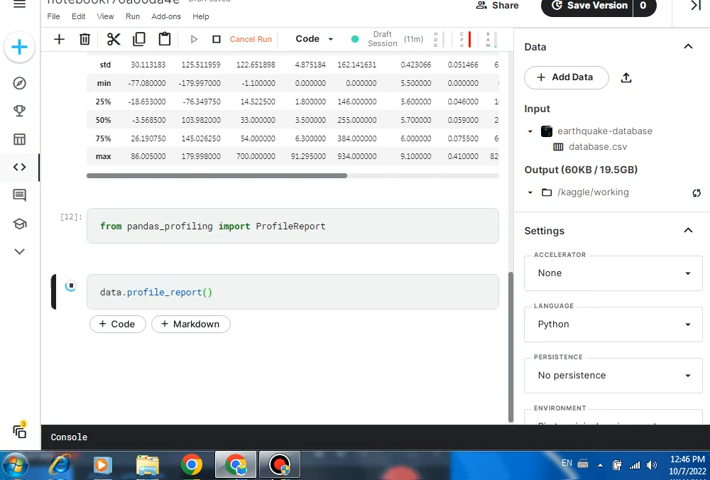 Share
Save Version
0
File Edit View Run Add-ons Help
Cancel Run
Code
Draft Session (11m)
std 30.113183 125.511959 122.651898 4.875184 162.141631 0.423066 0.051466 6
min -77.080000 -179.997000 -1.100000 0.000000 0.000000 5.500000 0.000000 0.
25% -18.653000 -76.349750 14.522500 1.800000 146.000000 5.600000 0.046000 1
50% -3.568500 103.982000 33.000000 3.500000 255.000000 5.700000 0.059000 2
75% 26.190750 145.026250 54.000000 6.300000 384.000000 6.000000 0.075500 6
max 86.005000 179.998000 700.000000 91.295000 934.000000 9.100000 0.410000 82
[12]:
from pandas_profiling import ProfileReport
data.profile_report()
+ Code
+ Markdown
Console
Data
+ Add Data
Input
earthquake-database
database.csv
Output (60KB / 19.5GB)
/kaggle/working
Settings
ACCELERATOR
None
LANGUAGE
Python
PERSISTENCE
No persistence
ENVIRONMENT
EN
12:46 PM
10/7/2022